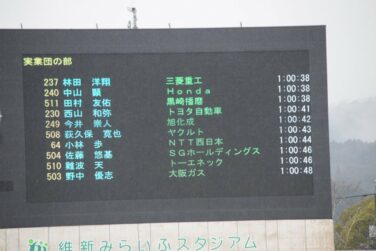 実業団の部
237 林田 洋翔 三菱重工 1:00:38
240 中山 顕 Ｈｏｎｄａ 1:00:38
511 田村 友佑 黒崎播磨 1:00:38
230 西山 和弥 トヨタ自動車 1:00:41
249 今井 崇人 旭化成 1:00:42
508 荻久保 寛也 ヤクルト 1:00:43
64 小林 歩 ＮＴＴ西日本 1:00:44
504 佐藤 悠基 ＳＧホールディングス 1:00:46
510 難波 天 トーエネック 1:00:46
503 野中 優志 大阪ガス 1:00:48
維新みらいふスタジアム